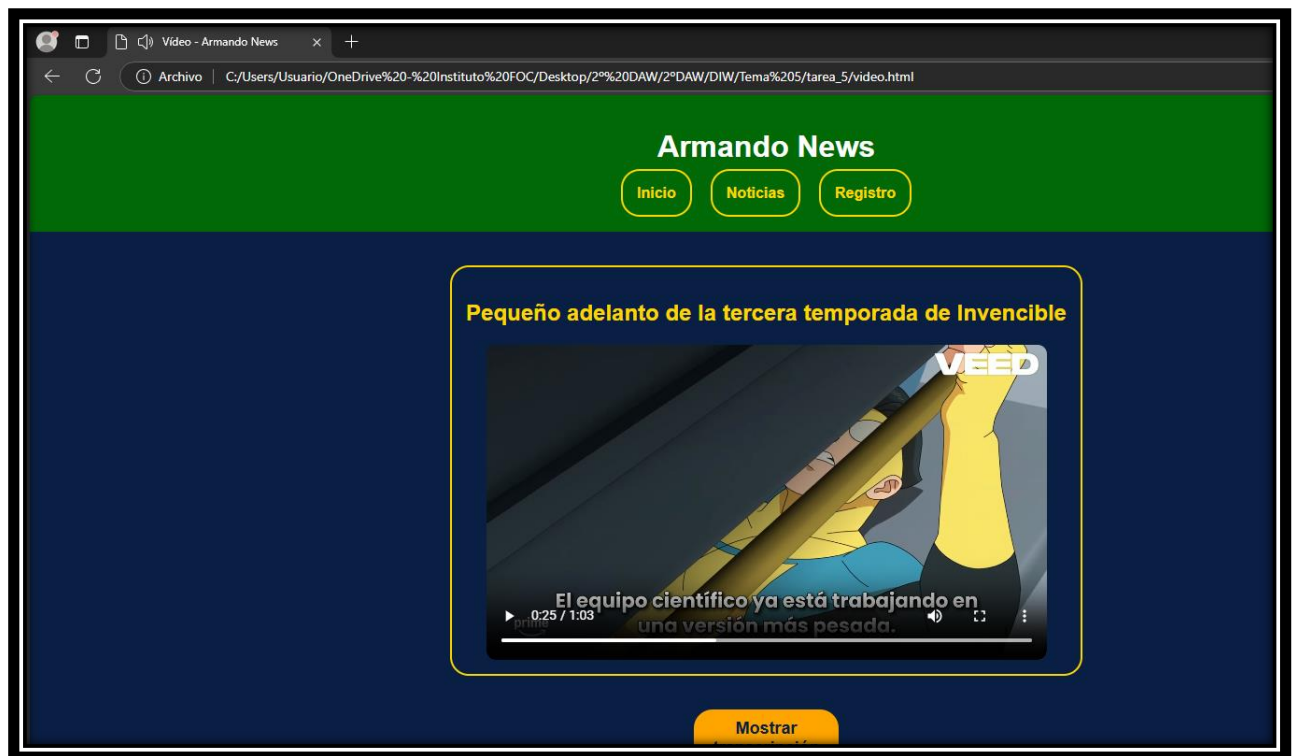 Vídeo - Armando News
Archivo | C:/Users/Usuario/OneDrive%20-%20Instituto%20FOC/Desktop/2º%20DAW/2ºDAW/DIW/Tema%205/tarea_5/video.html
Armando News
Inicio Noticias Registro
Pequeño adelanto de la tercera temporada de Invencible
VEED
El equipo científico ya está trabajando en
0:25 / 1:03
una versión más pesada.
prime
Mostrar